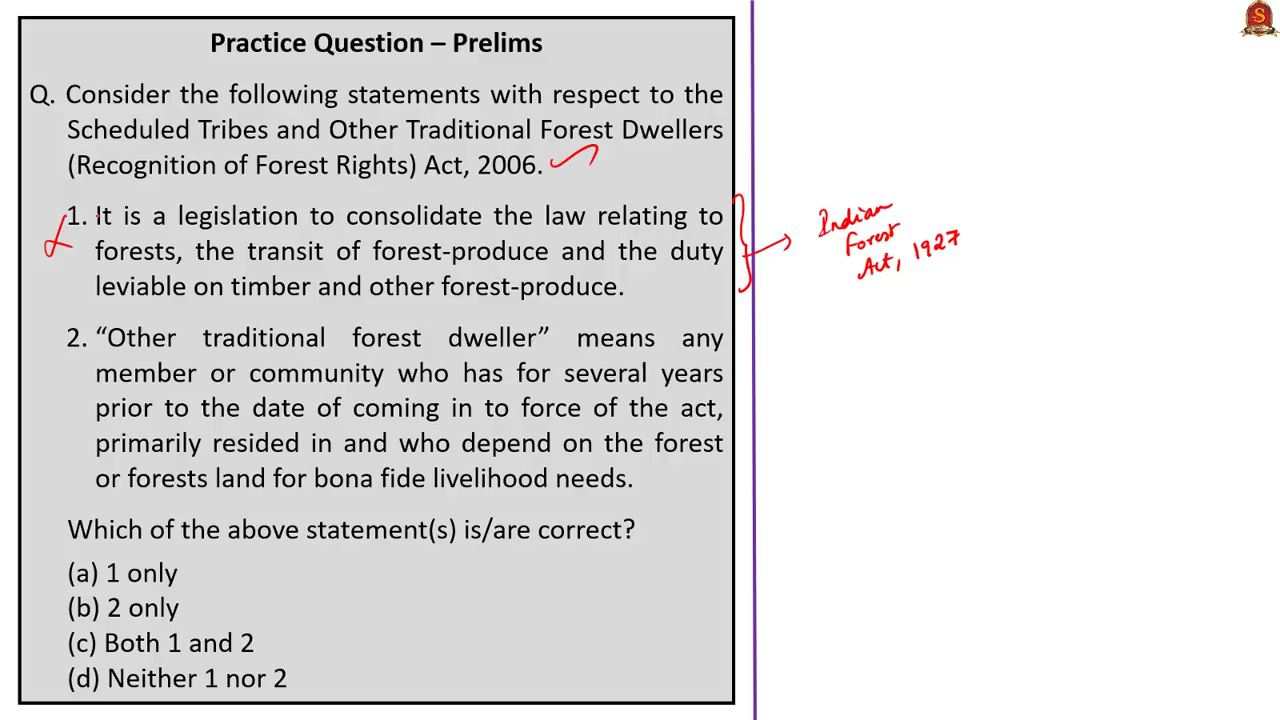 Practice Question – Prelims
Q. Consider the following statements with respect to the
Scheduled Tribes and Other Traditional Forest Dwellers
(Recognition of Forest Rights) Act, 2006.
1. It is a legislation to consolidate the law relating to
forests, the transit of forest-produce and the duty
leviable on timber and other forest-produce.
Indian
Forest
Act, 1927
2. “Other traditional forest dweller” means any
member or community who has for several years
prior to the date of coming in to force of the act,
primarily resided in and who depend on the forest
or forests land for bona fide livelihood needs.
Which of the above statement(s) is/are correct?
(a) 1 only
(b) 2 only
(c) Both 1 and 2
(d) Neither 1 nor 2